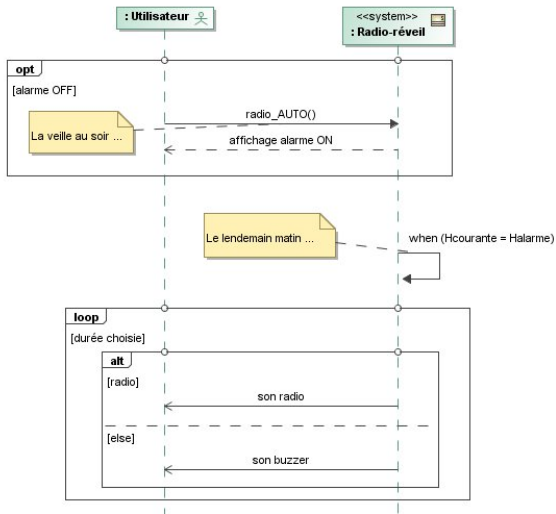 : Utilisateur
<<system>>
: Radio-réveil
opt
[alarme OFF]
radio_AUTO()
La veille au soir ...
affichage alarme ON
Le lendemain matin ...
when (Hcourante = Halarme)
loop
[durée choisie]
alt
[radio]
son radio
[else]
son buzzer